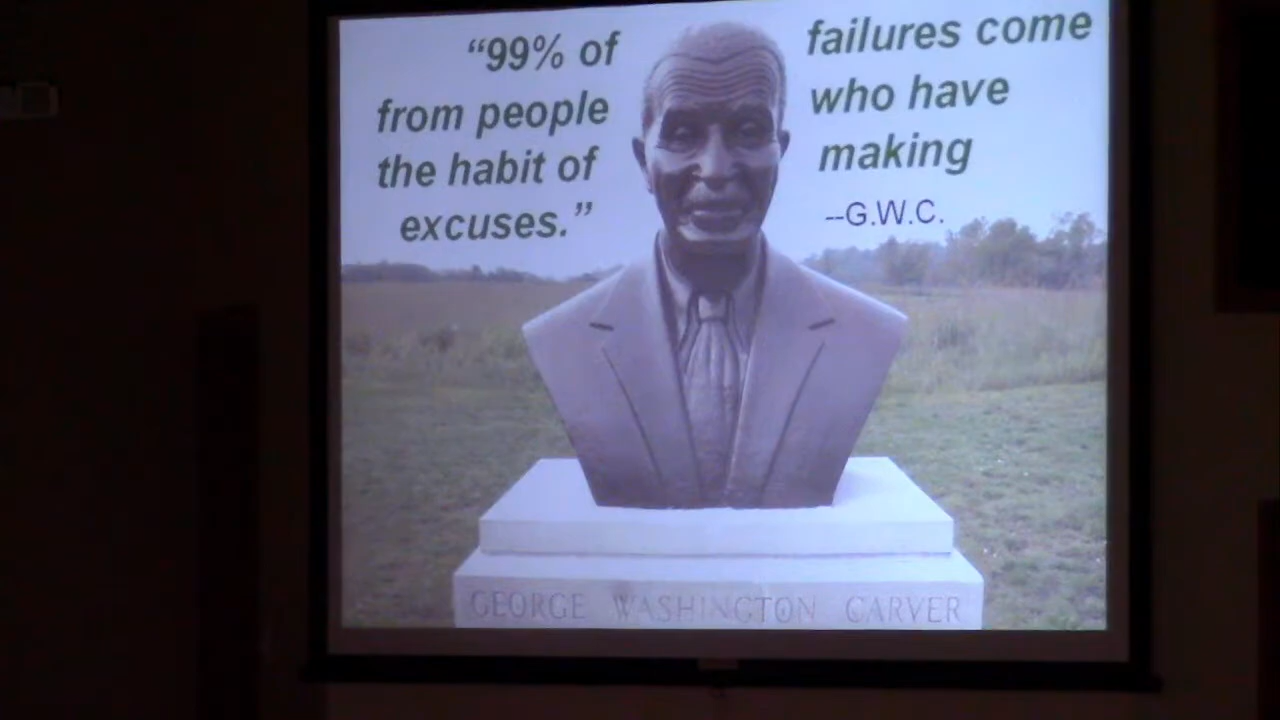 “99% of failures come
from people who have
the habit of making
excuses.” --G.W.C.
GEORGE WASHINGTON CARVER